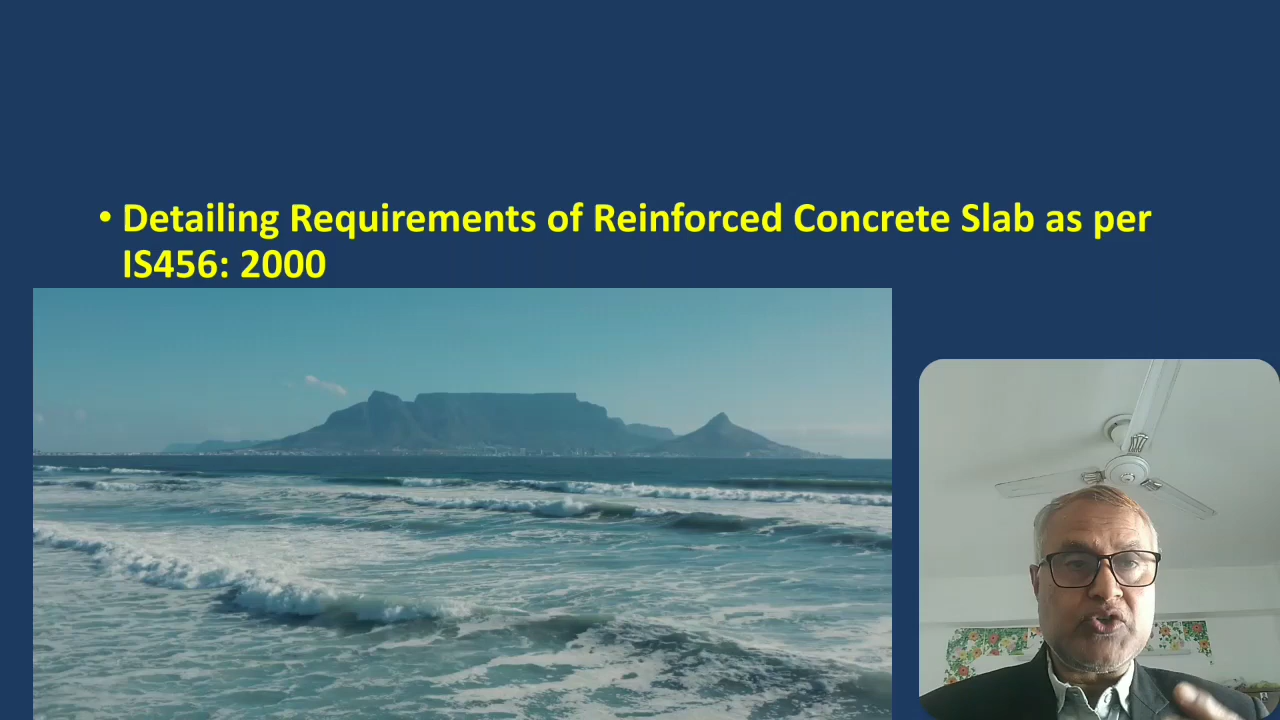 • Detailing Requirements of Reinforced Concrete Slab as per
IS456: 2000